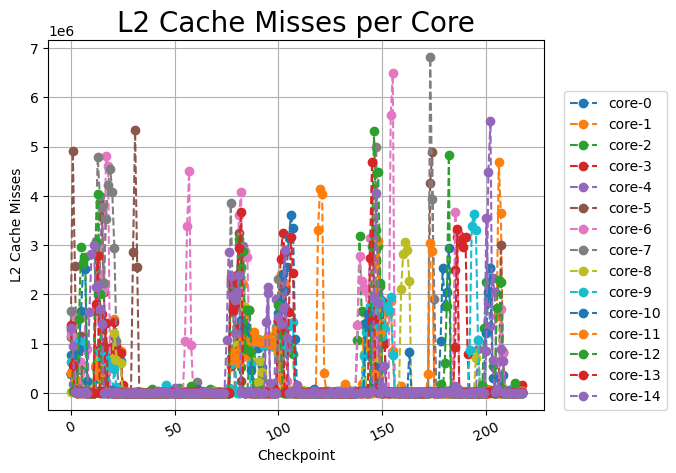 L2 Cache Misses per Core
1e6
7
6
5
4
3
2
1
0
L2 Cache Misses
0
50
100
150
200
Checkpoint
core-0
core-1
core-2
core-3
core-4
core-5
core-6
core-7
core-8
core-9
core-10
core-11
core-12
core-13
core-14